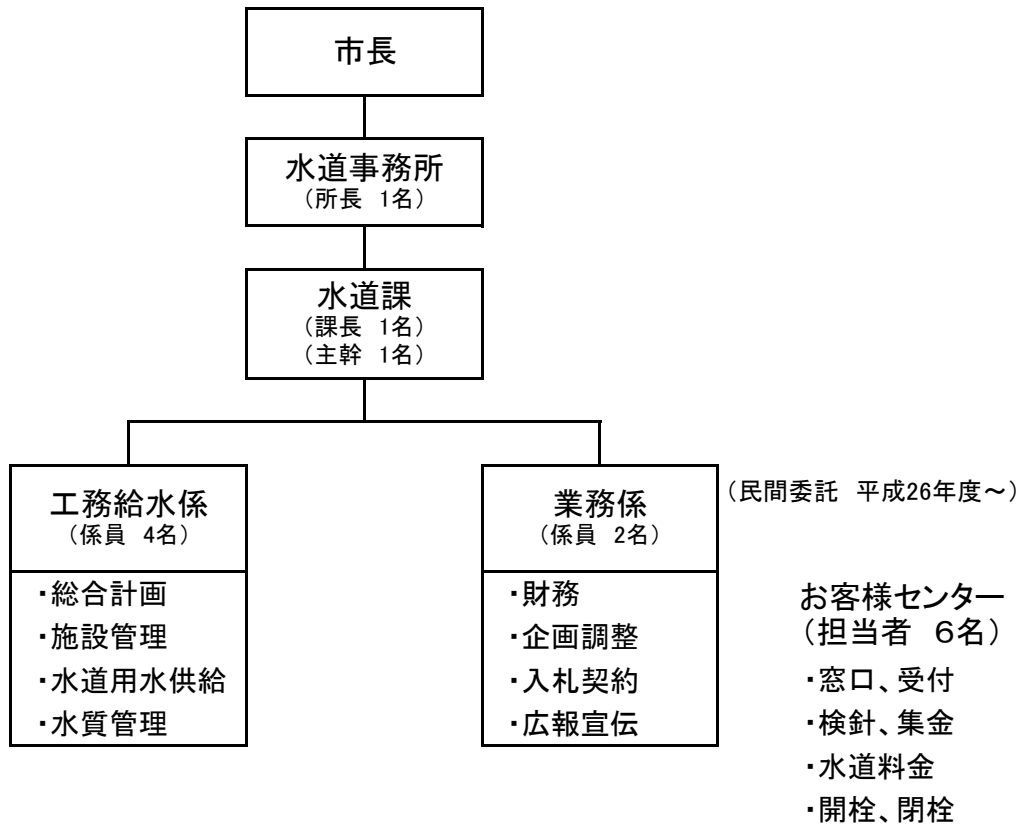 市長
水道事務所
（所長　1名）
水道課
（課長　1名）
（主幹　1名）
工務給水係
（係員　4名）
・総合計画
・施設管理
・水道用水供給
・水質管理
業務係
（係員　2名）
・財務
・企画調整
・入札契約
・広報宣伝
（民間委託　平成26年度～）
お客様センター
（担当者　６名）
・窓口、受付
・検針、集金
・水道料金
・開栓、閉栓